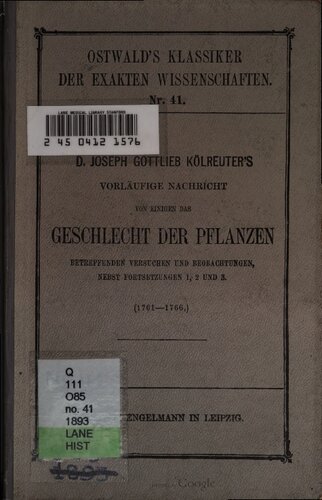 OSTWALD'S KLASSIKER
DER EXAKTEN WISSENSCHAFTEN.
Nr. 41.
LANE MEDICAL LIBRARY STANFORD
2 45 0412 1576
D. JOSEPH GOTTLIEB KÖLREUTER'S
VORLÄUFIGE NACHRICHT
VON EINIGEN DAS
GESCHLECHT DER PFLANZEN
BETREFFENDEN VERSUCHEN UND BEOBACHTUNGEN,
NEBST FORTSETZUNGEN 1, 2 UND 3.
(1761—1766.)
ENGELMANN IN LEIPZIG.
Q
111
O85
no. 41
1893
LANE
HIST
1893
Google